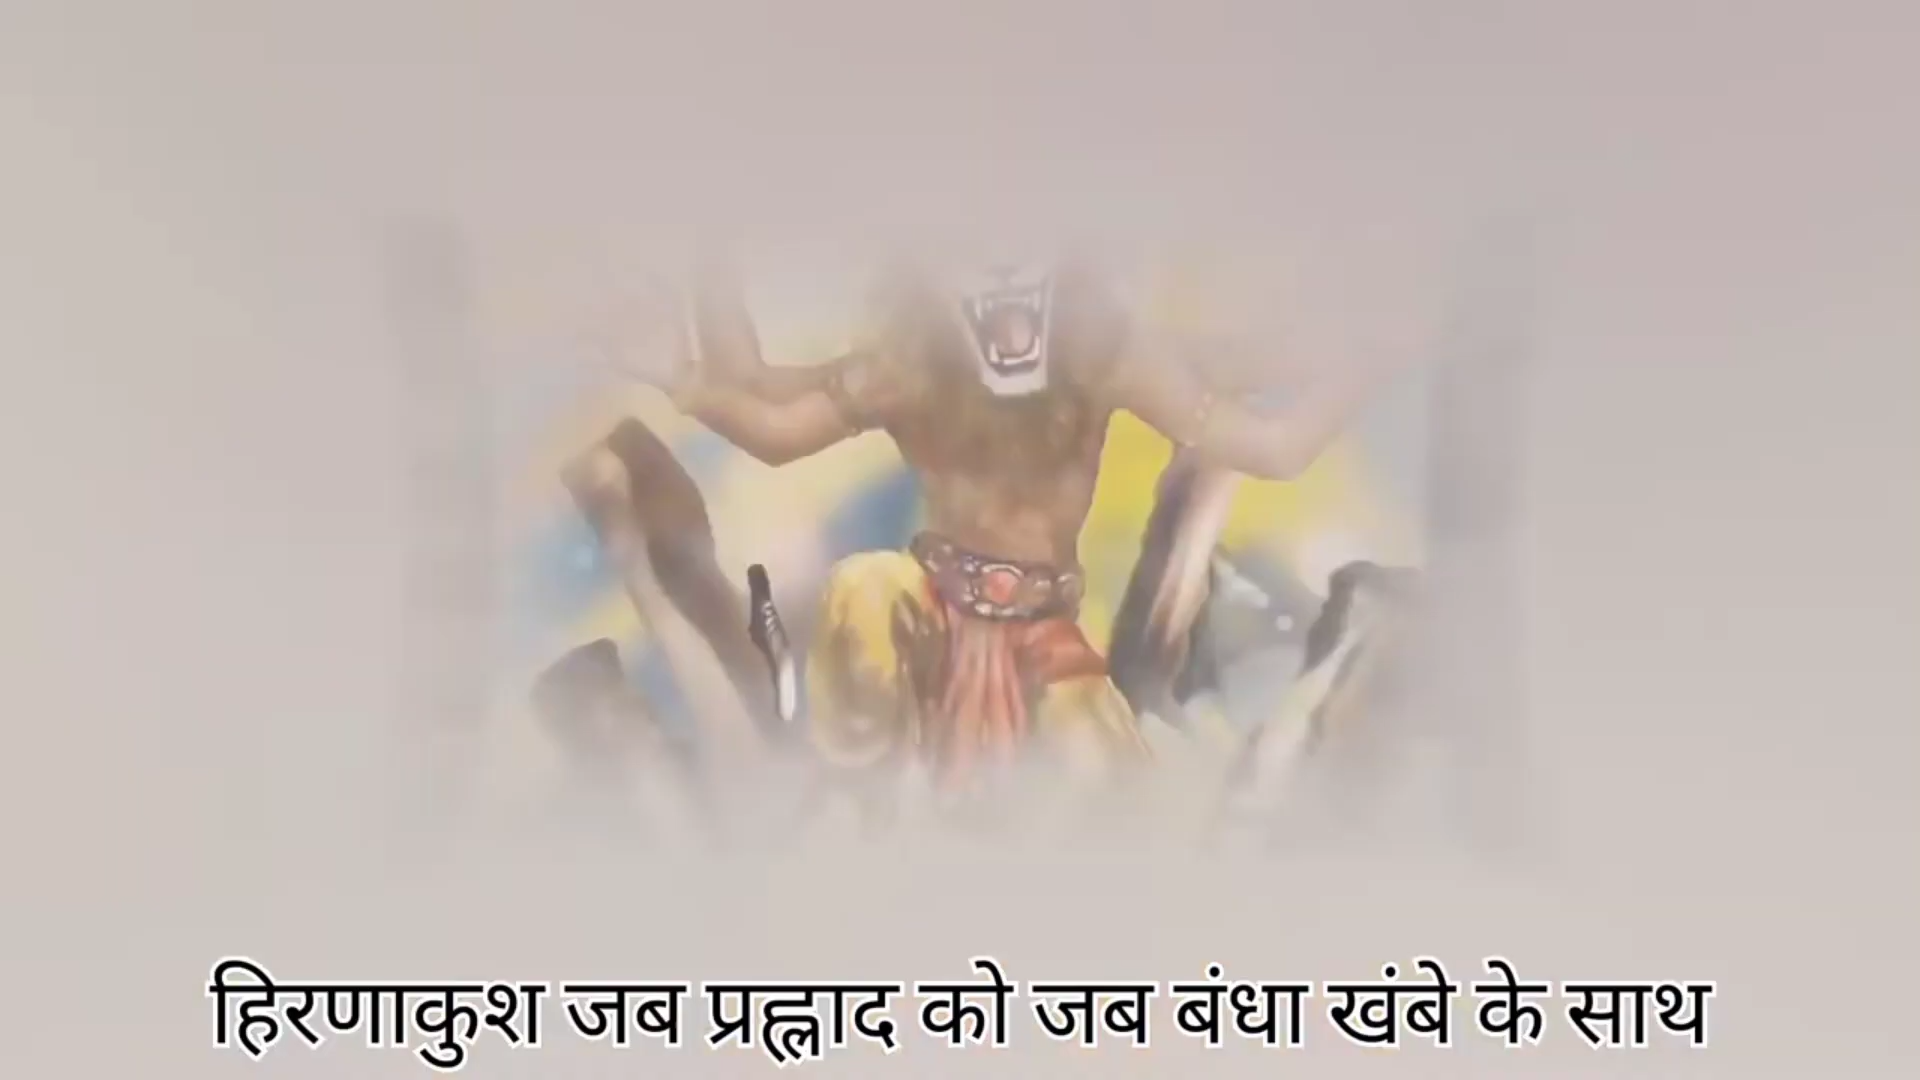 हिरणाकुश जब प्रह्लाद को जब बंधा खंबे के साथ